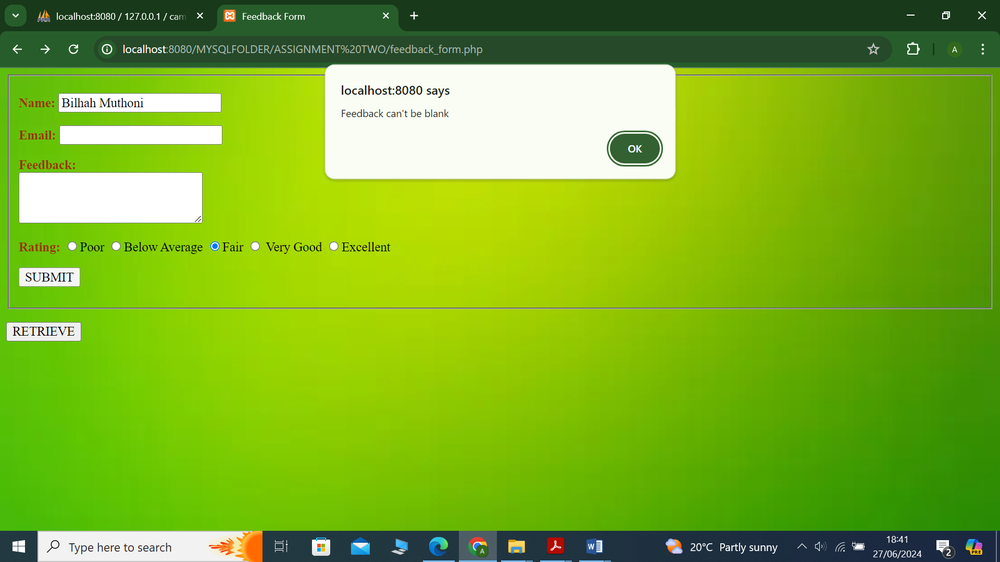 localhost:8080 / 127.0.0.1 / cam
Feedback Form
localhost:8080/MYSQLFOLDER/ASSIGNMENT%20TWO/feedback_form.php
A
localhost:8080 says
Feedback can't be blank
OK
Name: Bilhah Muthoni
Email:
Feedback:
Rating: Poor Below Average Fair Very Good Excellent
SUBMIT
RETRIEVE
Type here to search
A
20°C Partly sunny
18:41
27/06/2024
2
PRE